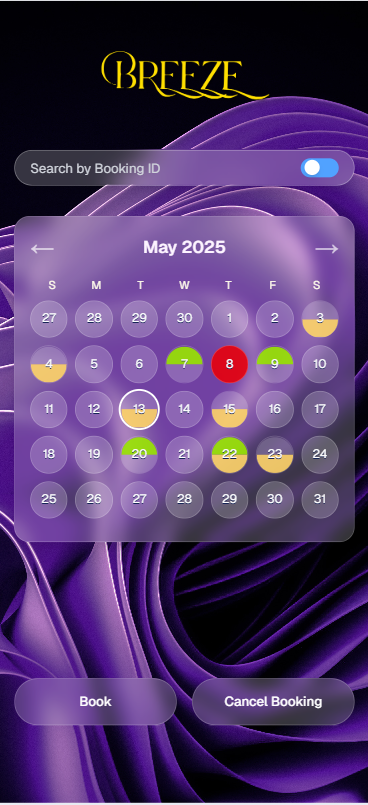 BREEZE
Search by Booking ID
← May 2025 →
S M T W T F S
27 28 29 30 1 2 3
4 5 6 7 8 9 10
11 12 13 14 15 16 17
18 19 20 21 22 23 24
25 26 27 28 29 30 31
Book Cancel Booking